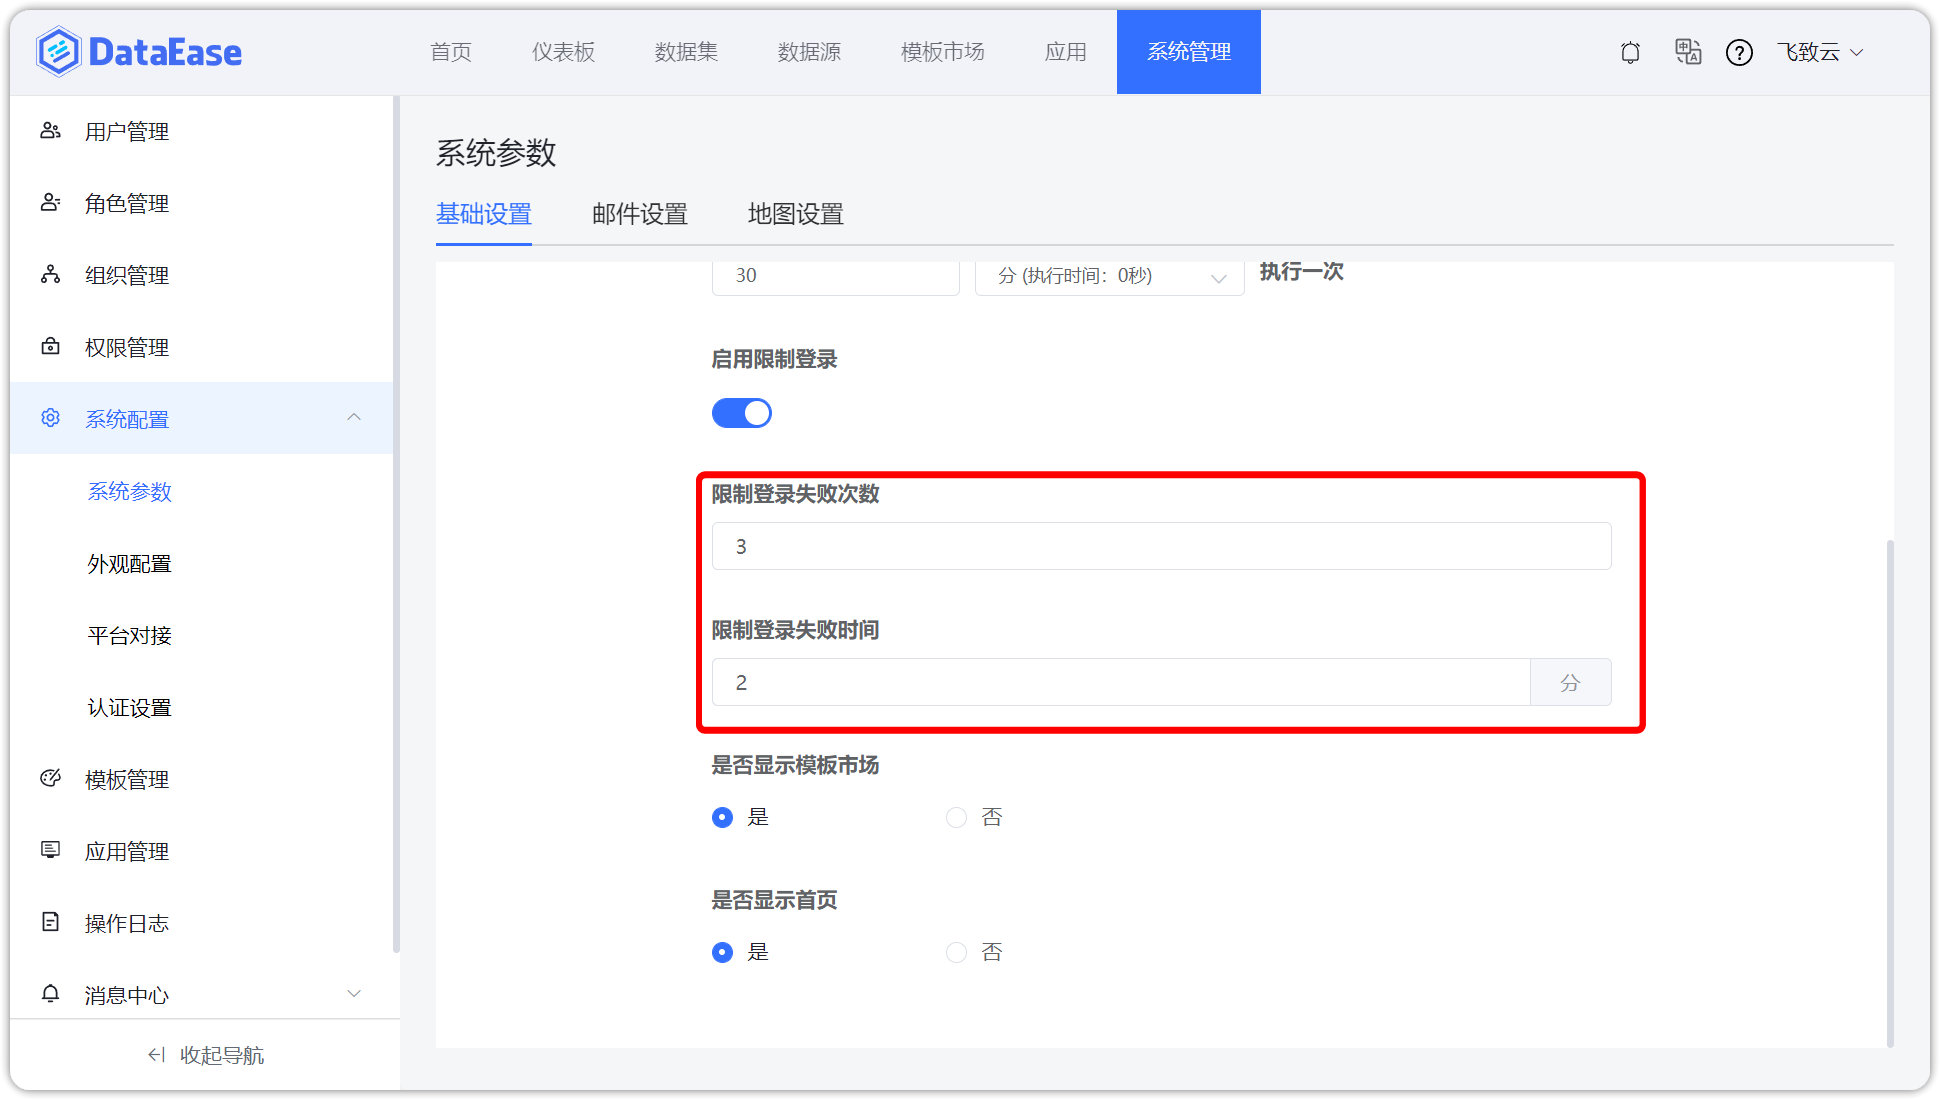 DataEase
首页
仪表板
数据集
数据源
模板市场
应用
系统管理
飞致云
用户管理
角色管理
组织管理
权限管理
系统配置
系统参数
外观配置
平台对接
认证设置
模板管理
应用管理
操作日志
消息中心
收起导航
系统参数
基础设置
邮件设置
地图设置
30
分 (执行时间：0秒)
执行一次
启用限制登录
限制登录失败次数
3
限制登录失败时间
2
分
是否显示模板市场
是
否
是否显示首页
是
否